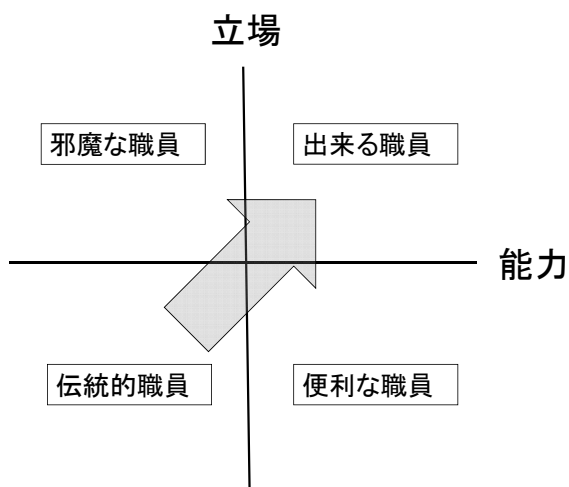 立場
邪魔な職員
出来る職員
能力
伝統的職員
便利な職員